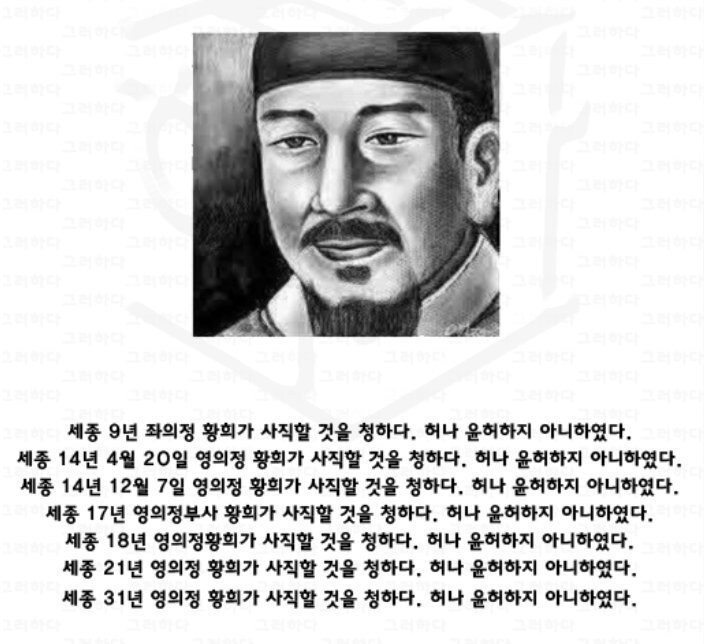 세종 9년 좌의정 황희가 사직할 것을 청하다. 허나 윤허하지 아니하였다.
세종 14년 4월 20일 영의정 황희가 사직할 것을 청하다. 허나 윤허하지 아니하였다.
세종 14년 12월 7일 영의정 황희가 사직할 것을 청하다. 허나 윤허하지 아니하였다.
세종 17년 영의정부사 황희가 사직할 것을 청하다. 허나 윤허하지 아니하였다.
세종 18년 영의정황희가 사직할 것을 청하다. 허나 윤허하지 아니하였다.
세종 21년 영의정 황희가 사직할 것을 청하다. 허나 윤허하지 아니하였다.
세종 31년 영의정 황희가 사직할 것을 청하다. 허나 윤허하지 아니하였다.